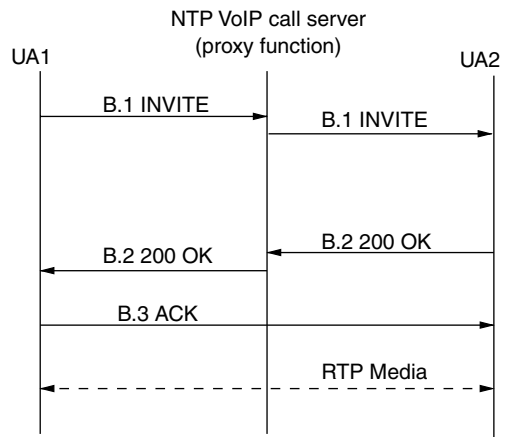 NTP VoIP call server
(proxy function)
UA1
UA2
B.1 INVITE
B.1 INVITE
B.2 200 OK
B.2 200 OK
B.3 ACK
RTP Media